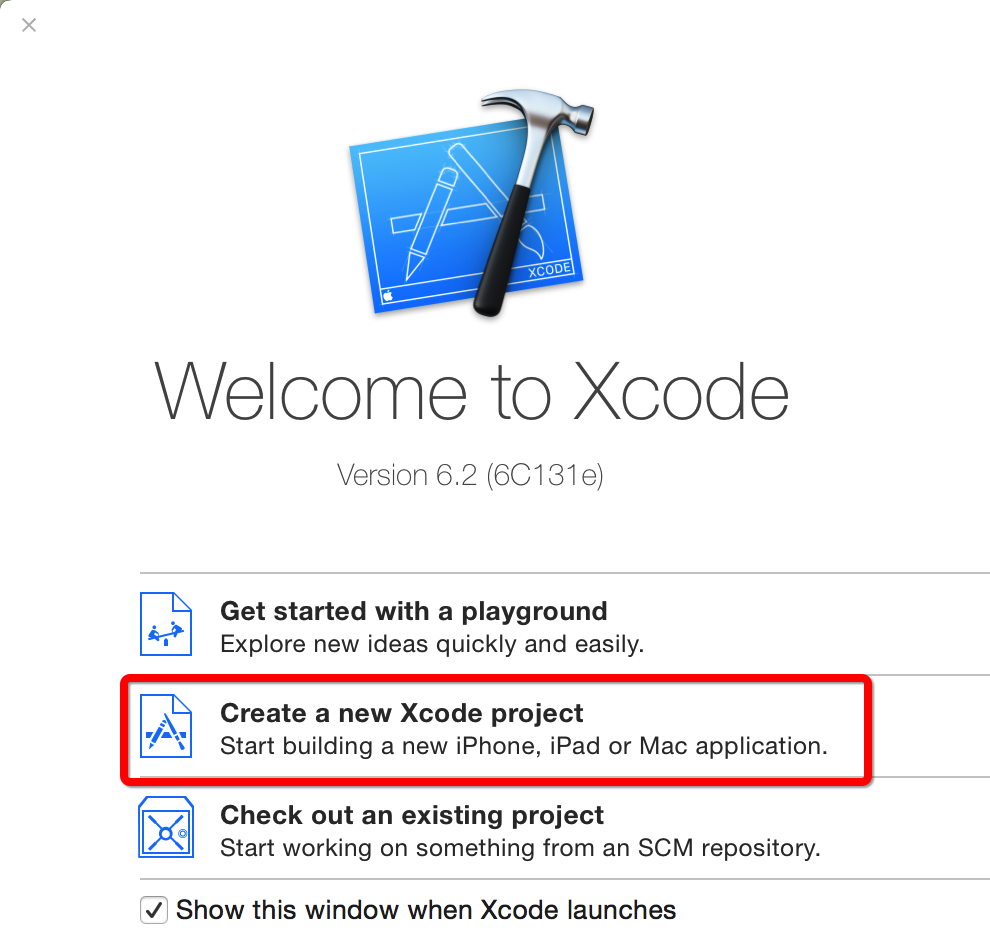 XCODE
Welcome to Xcode
Version 6.2 (6C131e)
Get started with a playground
Explore new ideas quickly and easily.
Create a new Xcode project
Start building a new iPhone, iPad or Mac application.
Check out an existing project
Start working on something from an SCM repository.
Show this window when Xcode launches